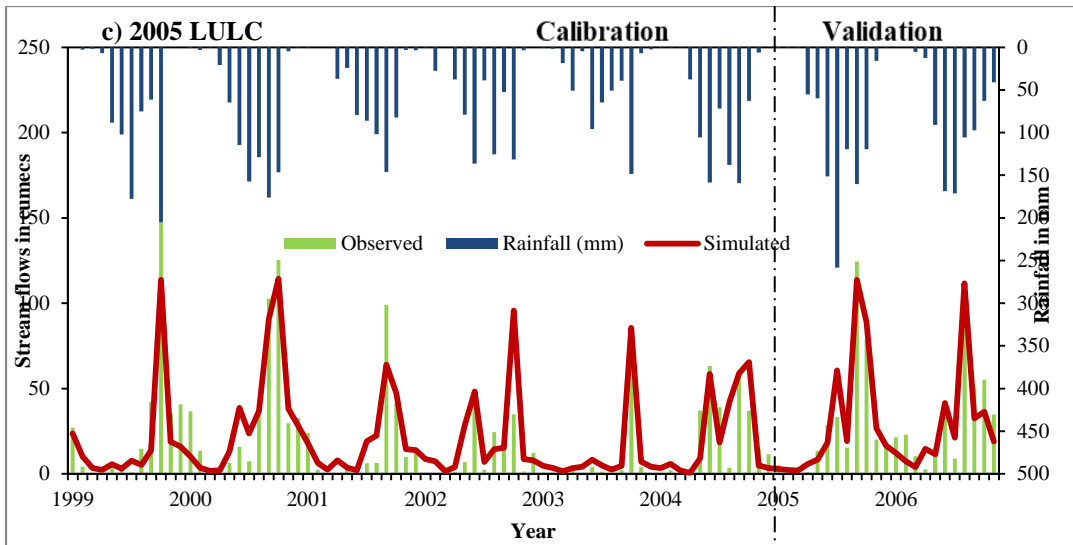 c) 2005 LULC
Calibration
Validation
250
200
150
100
50
0
Stream flows in cumecs
0
50
100
150
200
250
300
350
400
450
500
Rainfall in mm
Observed
Rainfall (mm)
Simulated
1999 2000 2001 2002 2003 2004 2005 2006
Year